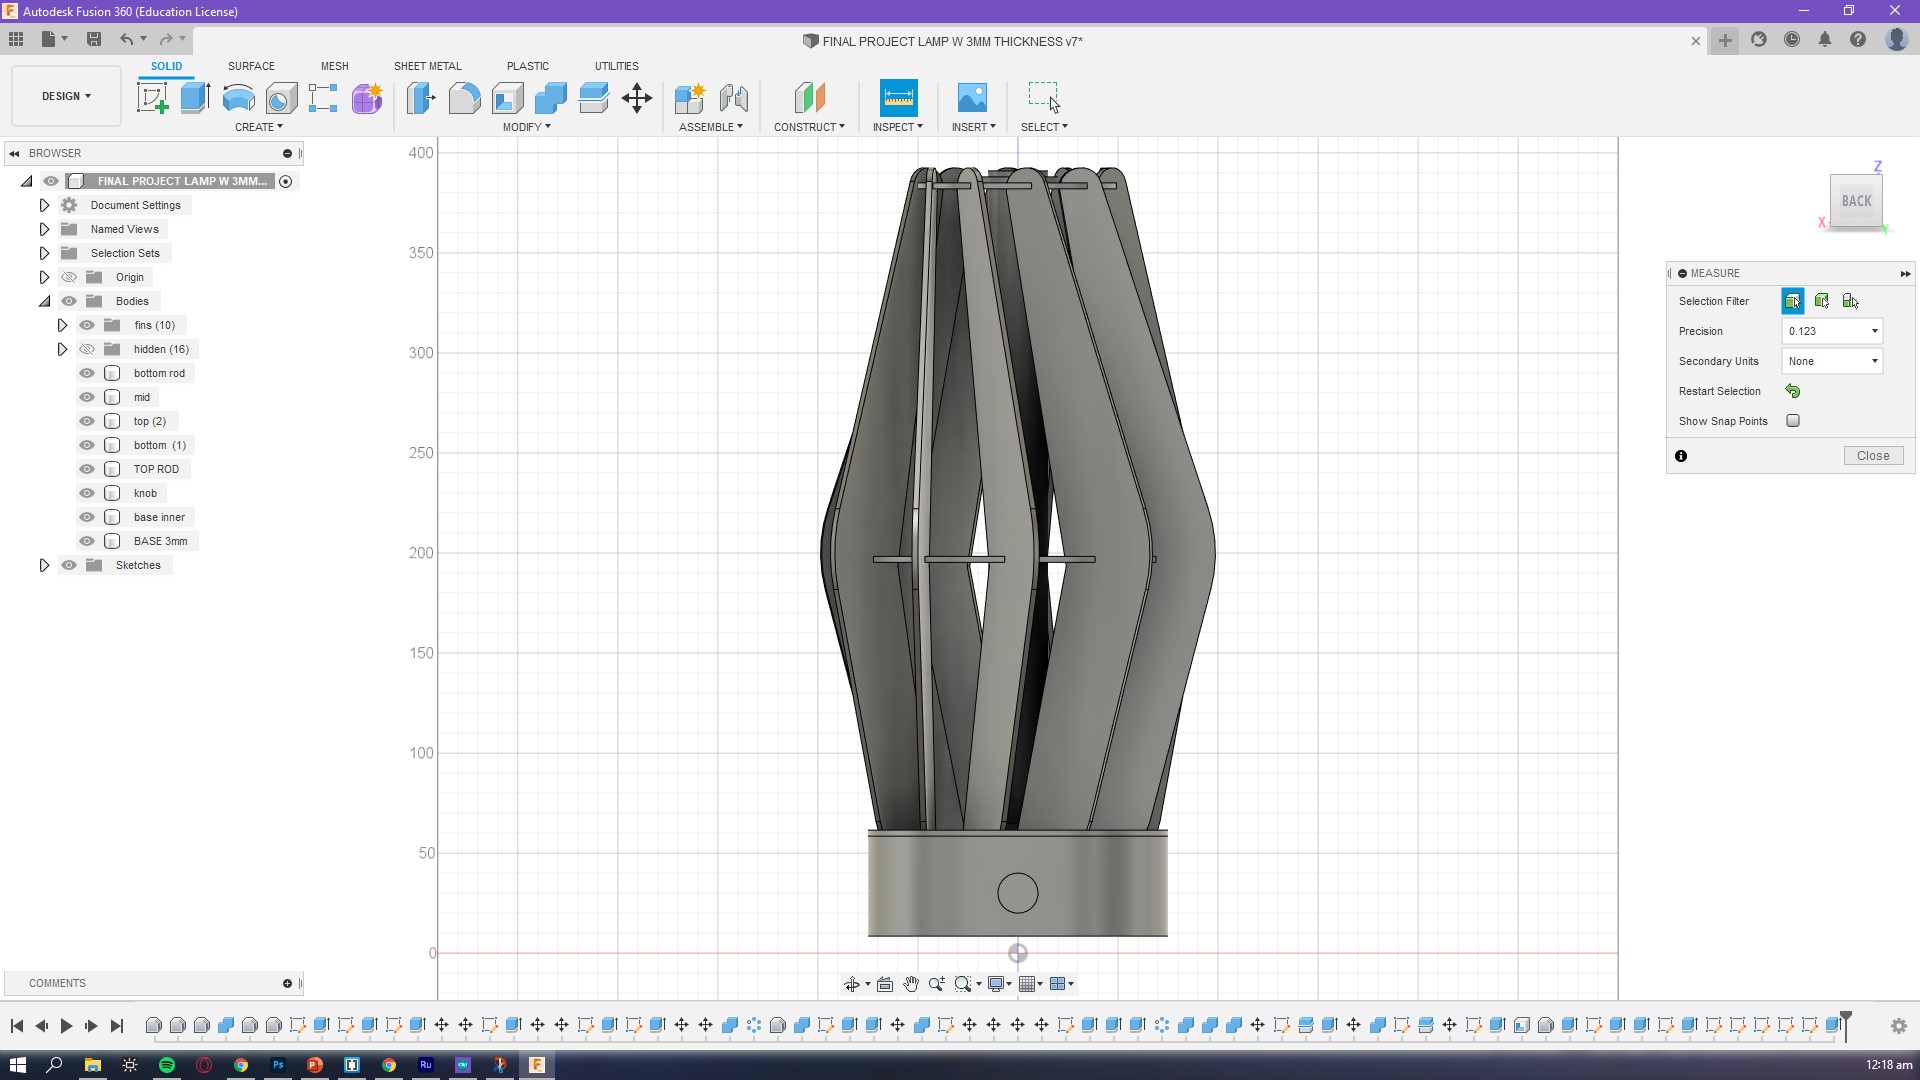 Autodesk Fusion 360 (Education License)
FINAL PROJECT LAMP W 3MM THICKNESS v7*
DESIGN
SOLID
SURFACE
MESH
SHEET METAL
PLASTIC
UTILITIES
CREATE
MODIFY
ASSEMBLE
CONSTRUCT
INSPECT
INSERT
SELECT
BROWSER
FINAL PROJECT LAMP W 3MM...
Document Settings
Named Views
Selection Sets
Origin
Bodies
fins (10)
hidden (16)
bottom rod
mid
top (2)
bottom (1)
TOP ROD
knob
base inner
BASE 3mm
Sketches
400
350
300
250
200
150
100
50
0
Z
BACK
X
Y
MEASURE
Selection Filter
Precision
0.123
Secondary Units
None
Restart Selection
Show Snap Points
Close
COMMENTS
Ps
Ru
12:18 am